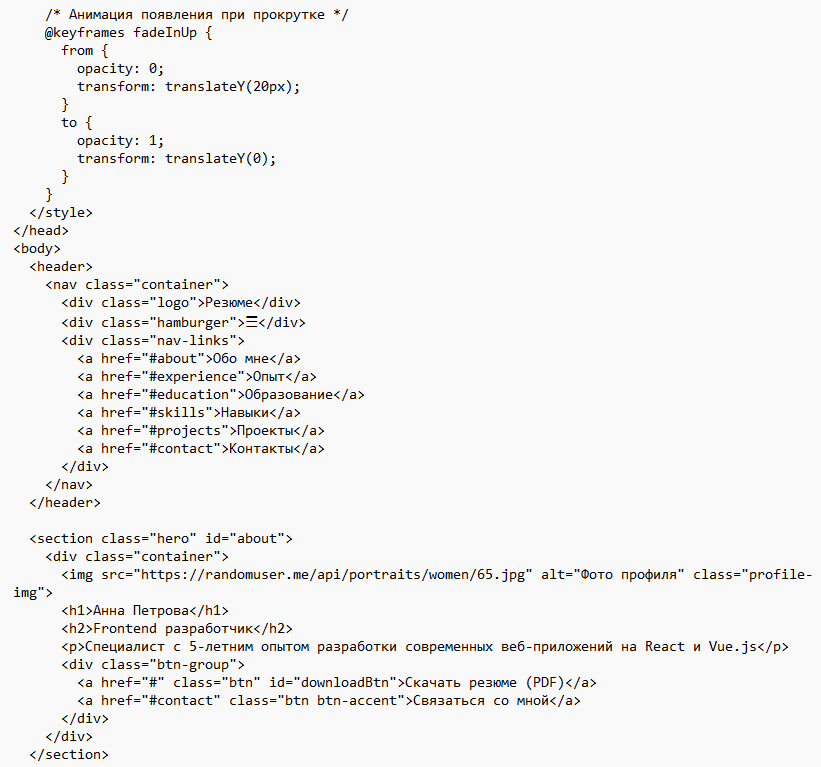 /* Анимация появления при прокрутке */
@keyframes fadeInUp {
from {
opacity: 0;
transform: translateY(20px);
}
to {
opacity: 1;
transform: translateY(0);
}
}
</style>
</head>
<body>
<header>
<nav class="container">
<div class="logo">Резюме</div>
<div class="hamburger">☰</div>
<div class="nav-links">
<a href="#about">Обо мне</a>
<a href="#experience">Опыт</a>
<a href="#education">Образование</a>
<a href="#skills">Навыки</a>
<a href="#projects">Проекты</a>
<a href="#contact">Контакты</a>
</div>
</nav>
</header>
<section class="hero" id="about">
<div class="container">
<img src="https://randomuser.me/api/portraits/women/65.jpg" alt="Фото профиля" class="profile-
img">
<h1>Анна Петрова</h1>
<h2>Frontend разработчик</h2>
<p>Специалист с 5-летним опытом разработки современных веб-приложений на React и Vue.js</p>
<div class="btn-group">
<a href="#" class="btn" id="downloadBtn">Скачать резюме (PDF)</a>
<a href="#contact" class="btn btn-accent">Связаться со мной</a>
</div>
</div>
</section>